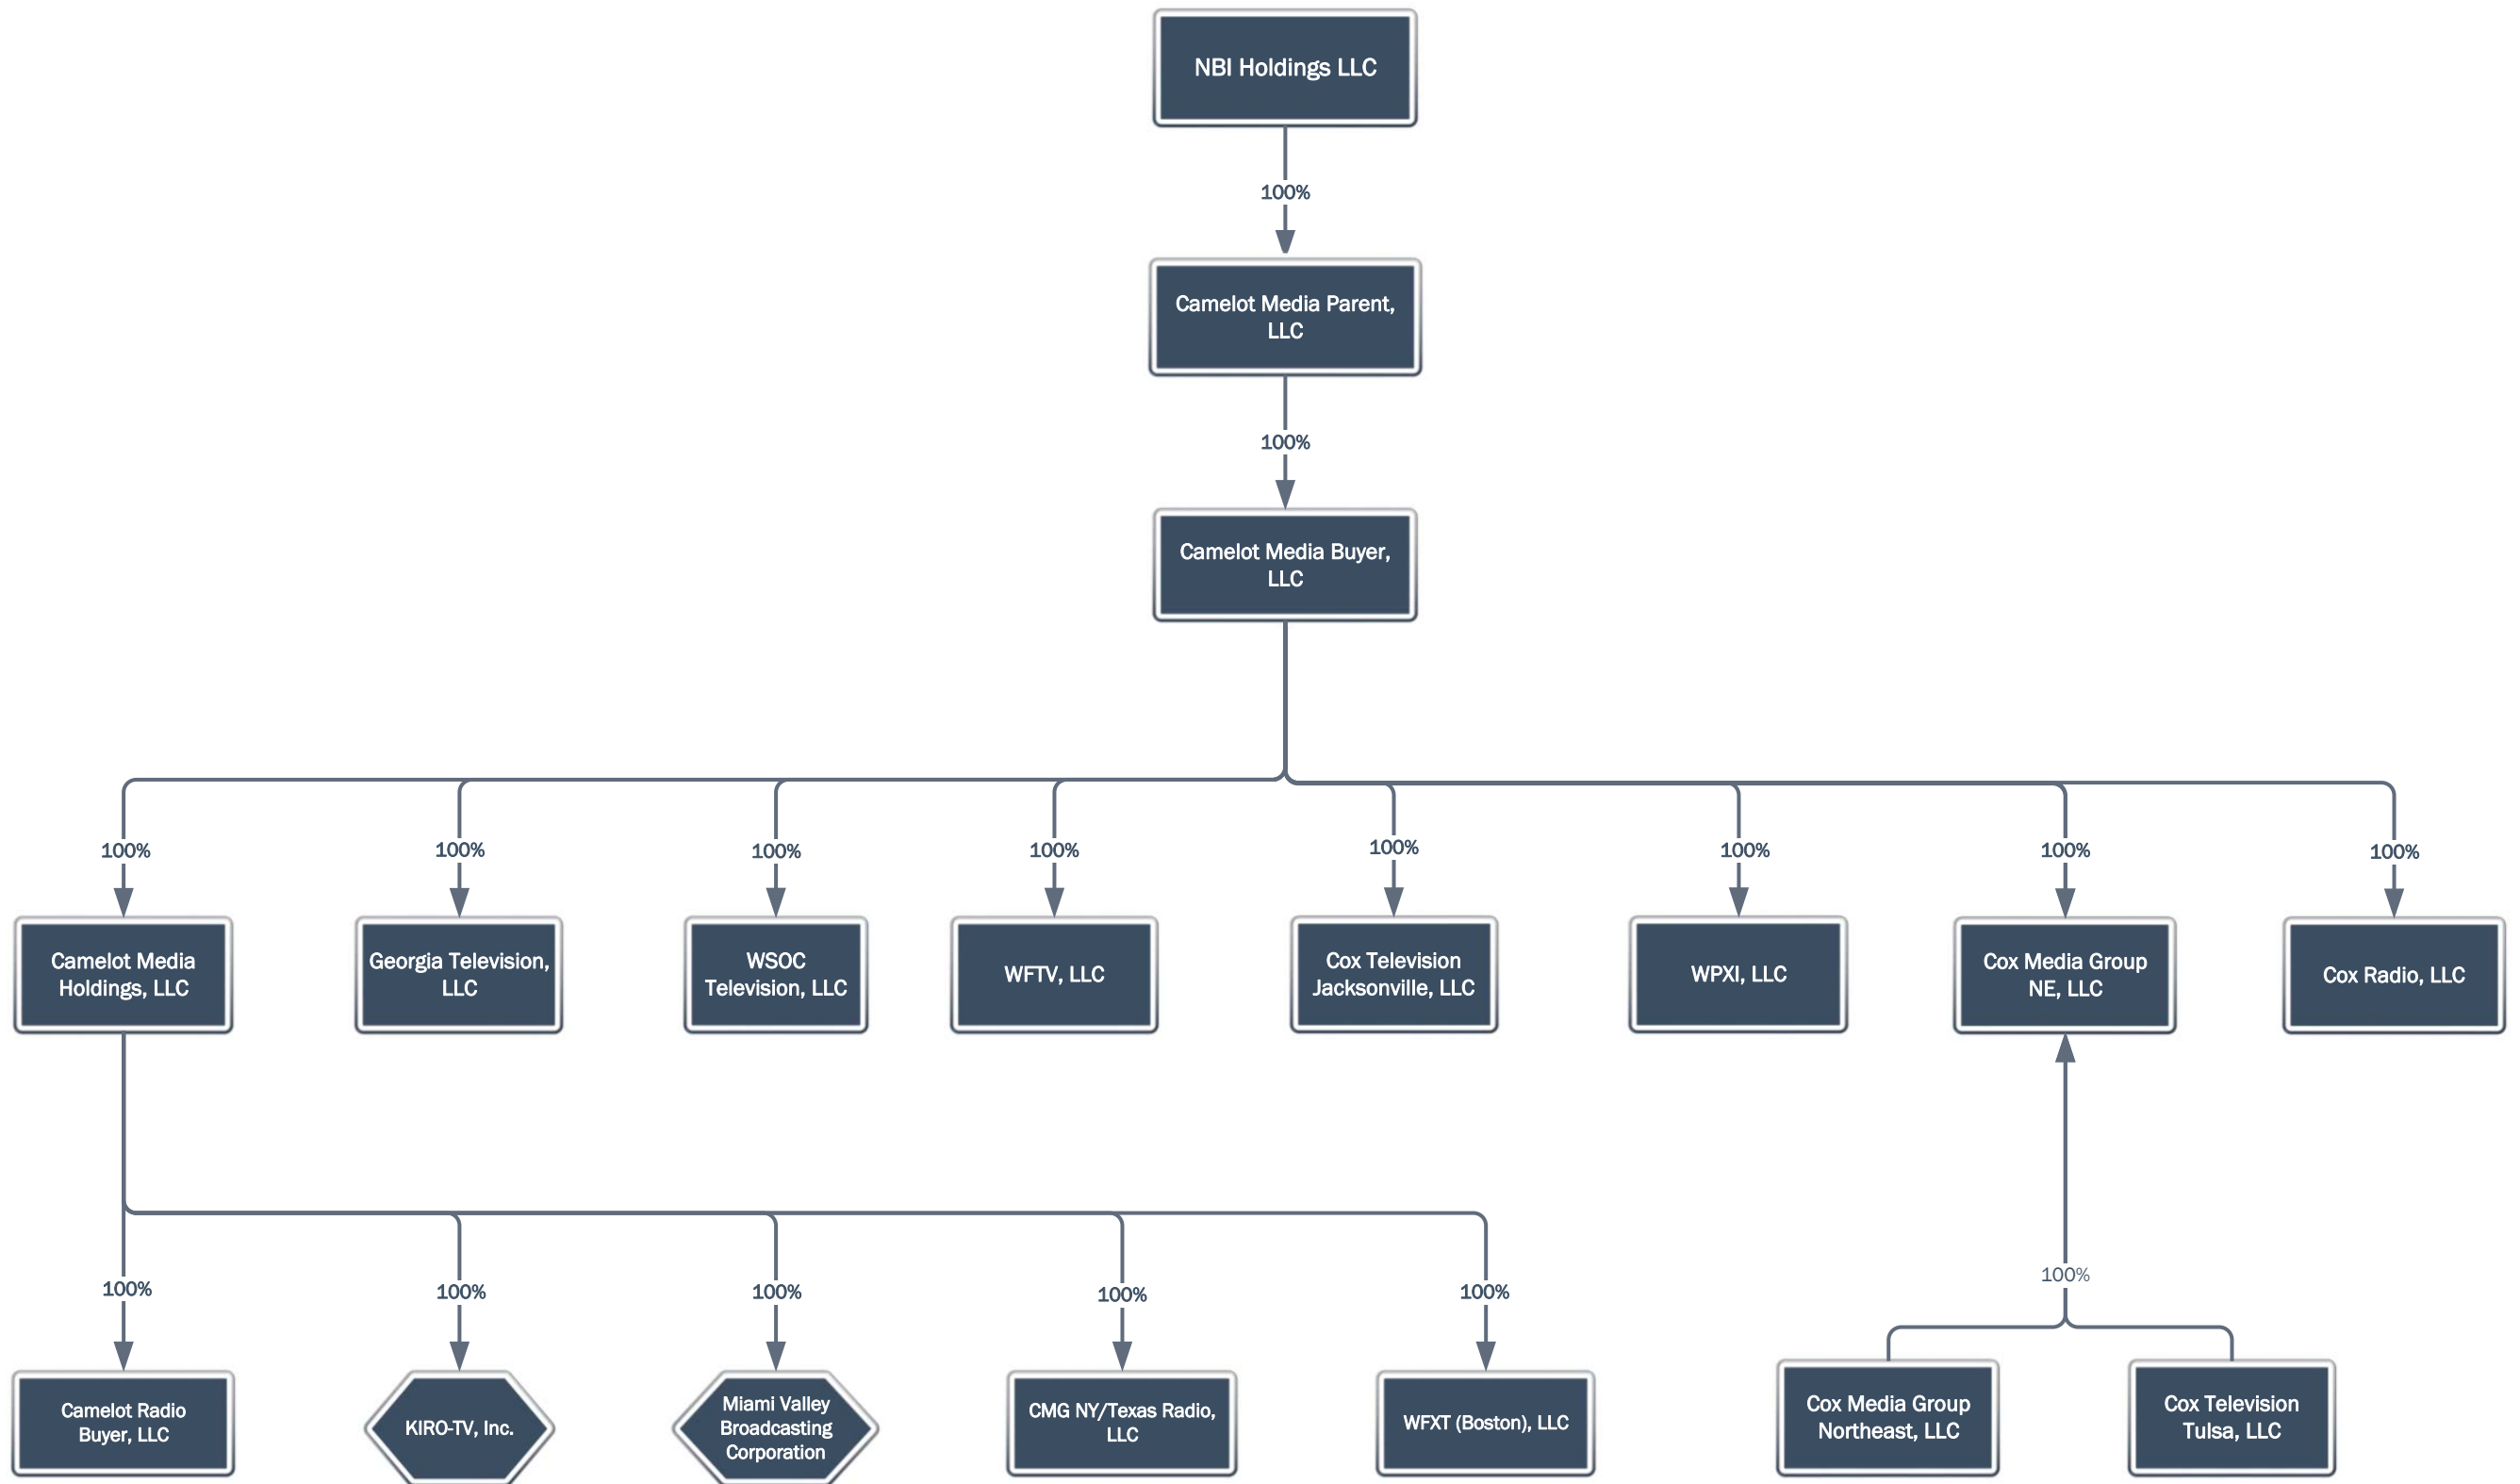 NBI Holdings LLC
100%
Camelot Media Parent,
LLC
100%
Camelot Media Buyer,
LLC
100%
100%
100%
100%
100%
100%
100%
100%
Camelot Media
Holdings, LLC
Georgia Television,
LLC
WSOC
Television, LLC
WFTV, LLC
Cox Television
Jacksonville, LLC
WPXI, LLC
Cox Media Group
NE, LLC
Cox Radio, LLC
100%
100%
100%
100%
100%
100%
Camelot Radio
Buyer, LLC
KIRO-TV, Inc.
Miami Valley
Broadcasting
Corporation
CMG NY/Texas Radio,
LLC
WFXT (Boston), LLC
Cox Media Group
Northeast, LLC
Cox Television
Tulsa, LLC